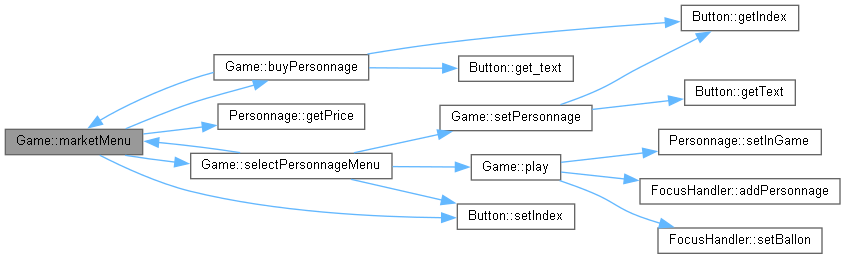 Game::marketMenu
Game::buyPersonnage
Personnage::getPrice
Game::selectPersonnageMenu
Button::get_text
Game::setPersonnage
Game::play
Button::setIndex
Button::getIndex
Button::getText
Personnage::setInGame
FocusHandler::addPersonnage
FocusHandler::setBallon